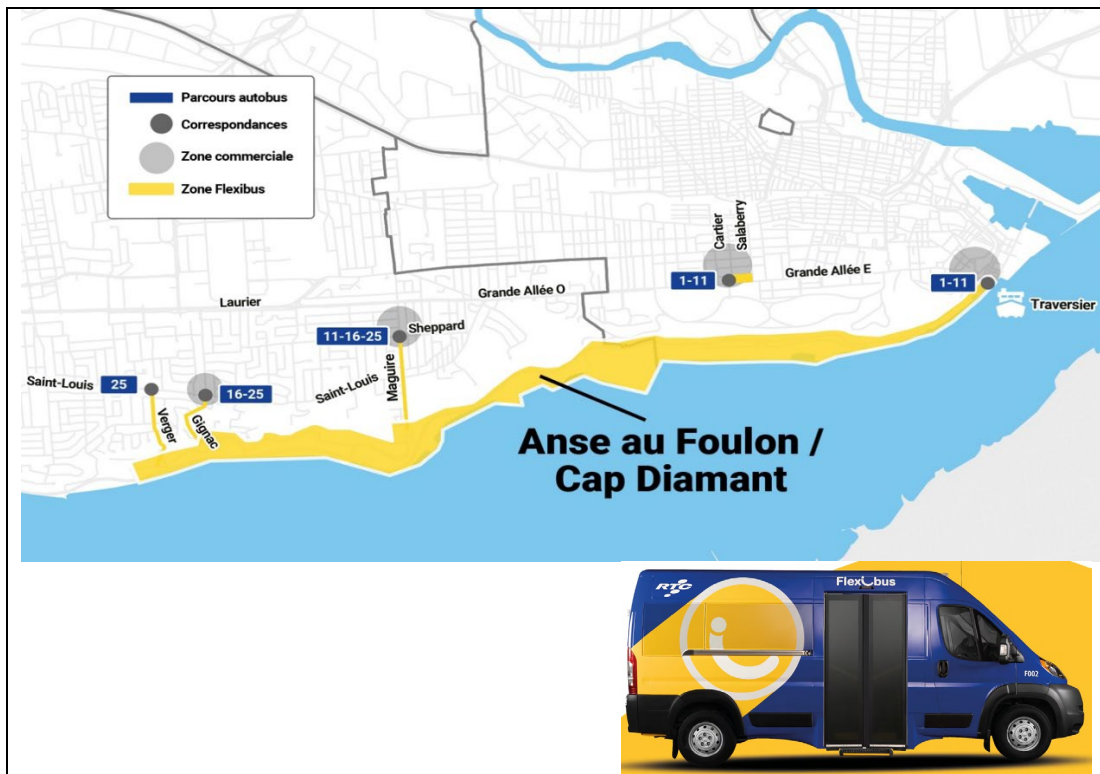 Parcours autobus
Correspondances
Zone commerciale
Zone Flexibus
Cartier
Salaberry
1-11
Grande Allée E
1-11
Traversier
Laurier
Grande Allée O
11-16-25
Sheppard
Saint-Louis
25
16-25
Saint-Louis
Maguire
Verger
Gignac
Anse au Foulon /
Cap Diamant
RTC
Flexibus
F002